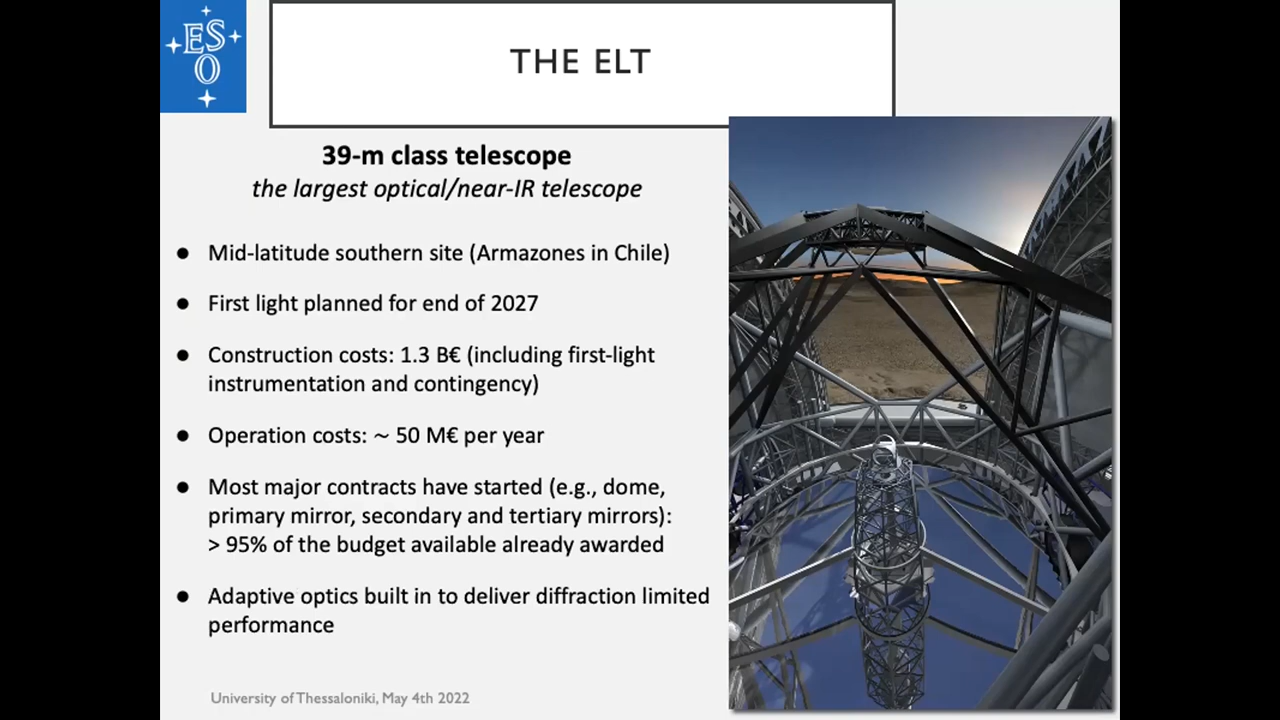 ES
O
THE ELT
39-m class telescope
the largest optical/near-IR telescope
● Mid-latitude southern site (Armazones in Chile)
● First light planned for end of 2027
● Construction costs: 1.3 B€ (including first-light
instrumentation and contingency)
● Operation costs: ~ 50 M€ per year
● Most major contracts have started (e.g., dome,
primary mirror, secondary and tertiary mirrors):
> 95% of the budget available already awarded
● Adaptive optics built in to deliver diffraction limited
performance
University of Thessaloniki, May 4th 2022